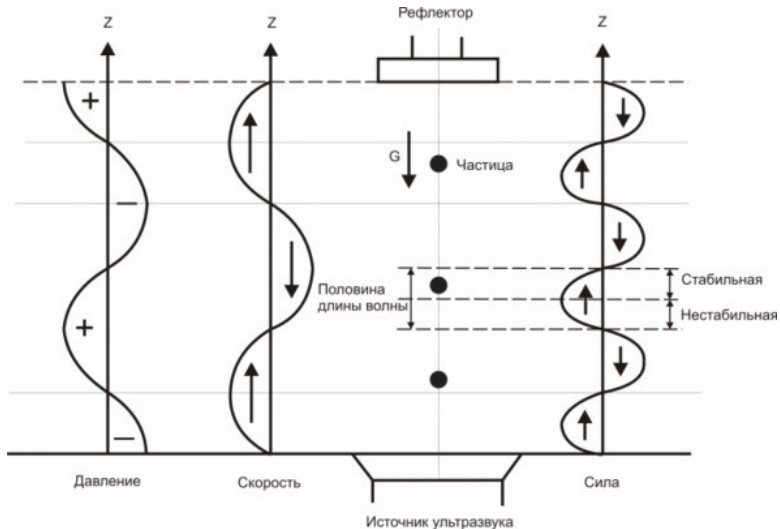 Рефлектор
Z
Z
Z
+
G
Частица
−
Половина
длины волны
Стабильная
Нестабильная
+
−
Давление
Скорость
Сила
Источник ультразвука